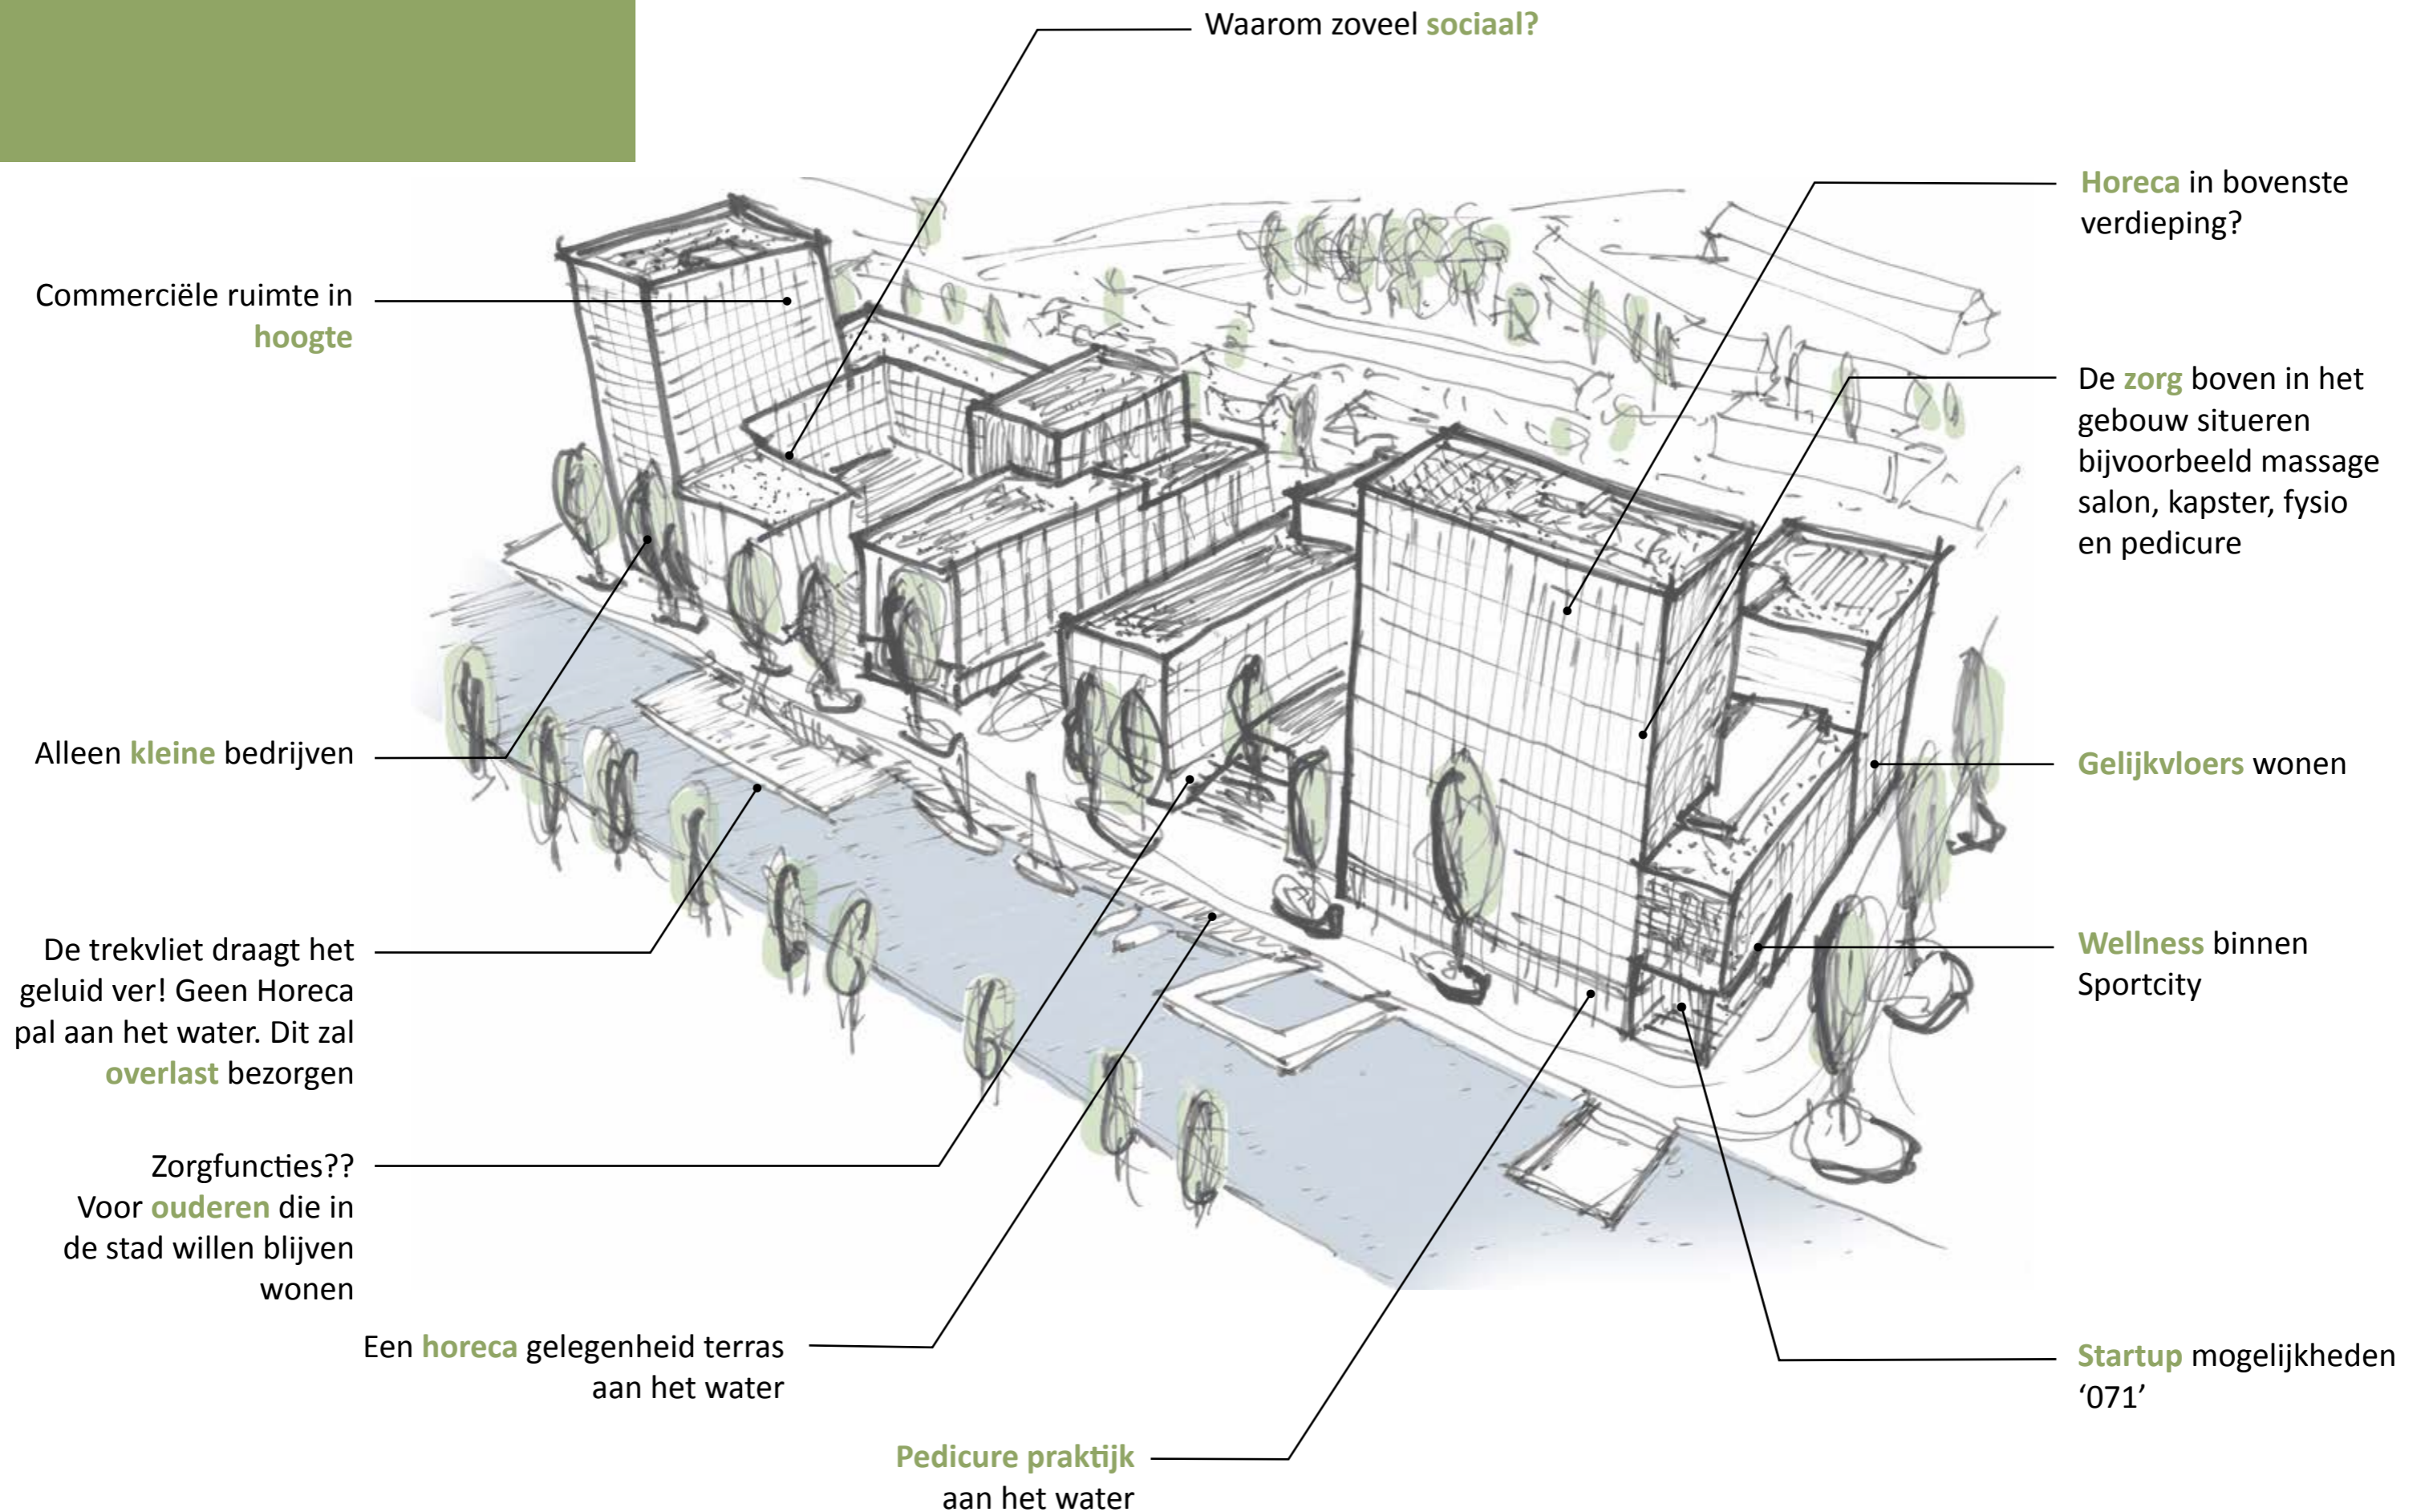 Waarom zoveel sociaal?
Horeca in bovenste
verdieping?
Commerciële ruimte in
hoogte
De zorg boven in het
gebouw situeren
bijvoorbeeld massage
salon, kapster, fysio
en pedicure
Alleen kleine bedrijven
Gelijkvloers wonen
De trekvliet draagt het
geluid ver! Geen Horeca
pal aan het water. Dit zal
overlast bezorgen
Wellness binnen
Sportcity
Zorgfuncties??
Voor ouderen die in
de stad willen blijven
wonen
Een horeca gelegenheid terras
aan het water
Startup mogelijkheden
‘071’
Pedicure praktijk
aan het water